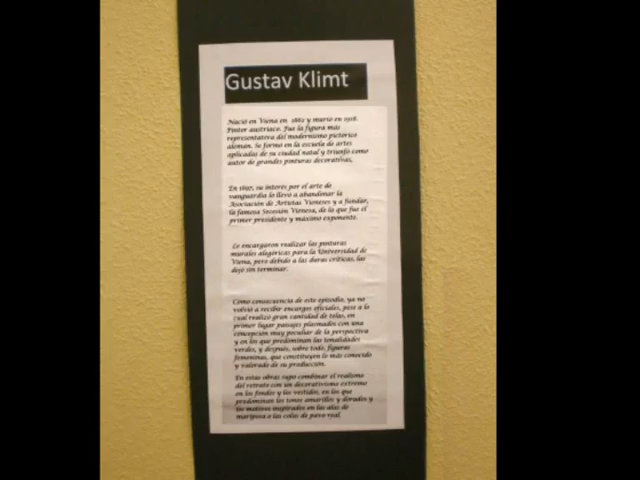 Gustav Klimt
Nació en Viena en 1862 y murió en 1918.
Pintor austriaco. Fue la figura más
representativa del modernismo pictórico
alemán. Se formó en la escuela de artes
aplicadas de su ciudad natal y triunfó como
autor de grandes pinturas decorativas,
En 1897, su interés por el arte de
vanguardia lo llevó a abandonar la
Asociación de Artistas Vieneses y a fundar,
la famosa Secesión Vienesa, de la que fue el
primer presidente y máximo exponente.
Le encargaron realizar las pinturas
murales alegóricas para la Universidad de
Viena, pero debido a las duras críticas, las
dejó sin terminar.
Como consecuencia de este episodio, ya no
volvió a recibir encargos oficiales, pese a lo
cual realizó gran cantidad de telas, en
primer lugar paisajes plasmados con una
concepción muy peculiar de la perspectiva
y en los que predominan las tonalidades
verdes, y después, sobre todo, figuras
femeninas, que constituyen lo más conocido
y valorado de su producción.
En estas obras supo combinar el realismo
del retrato con un decorativismo extremo
en los fondos y los vestidos, en los que
predominan los tonos amarillos y dorados y
los motivos inspirados en las alas de
mariposa o las colas de pavo real.